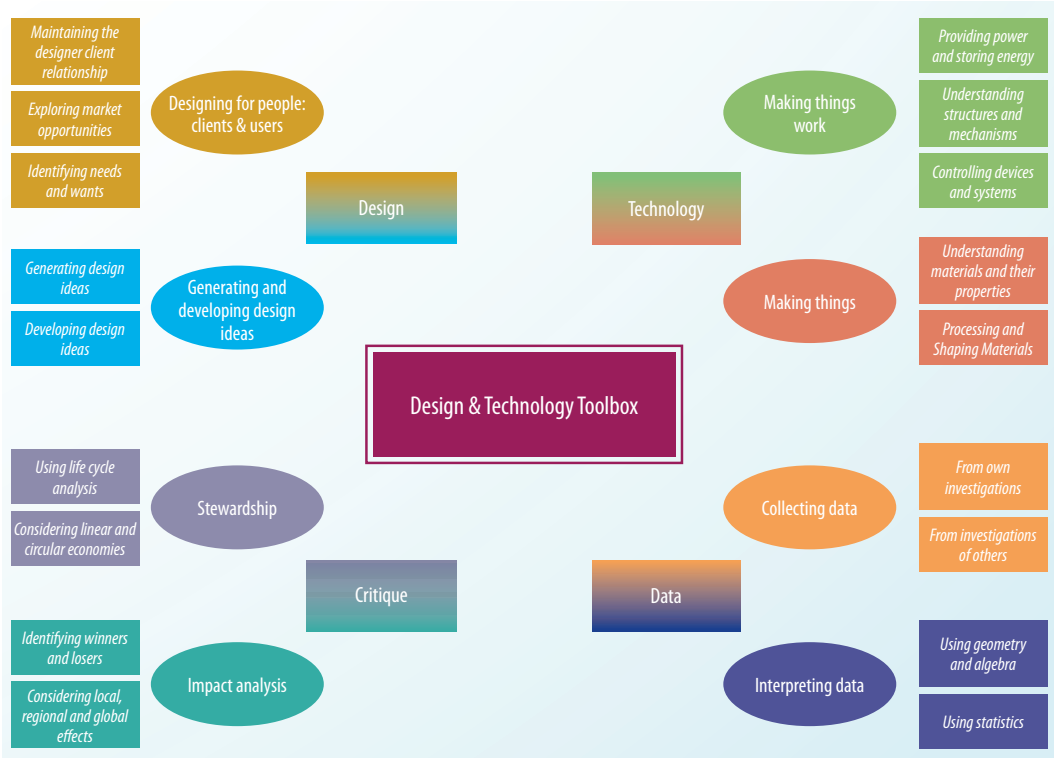 Maintaining the
designer client
relationship
Exploring market
opportunities
Identifying needs
and wants
Designing for people:
clients & users
Design
Generating design
ideas
Developing design
ideas
Generating and
developing design
ideas
Providing power
and storing energy
Understanding
structures and
mechanisms
Controlling devices
and systems
Making things
work
Technology
Understanding
materials and their
properties
Processing and
Shaping Materials
Making things
Design & Technology Toolbox
Using life cycle
analysis
Considering linear and
circular economies
Stewardship
Critique
Identifying winners
and losers
Considering local,
regional and global
effects
Impact analysis
From own
investigations
From investigations
of others
Collecting data
Data
Using geometry
and algebra
Using statistics
Interpreting data